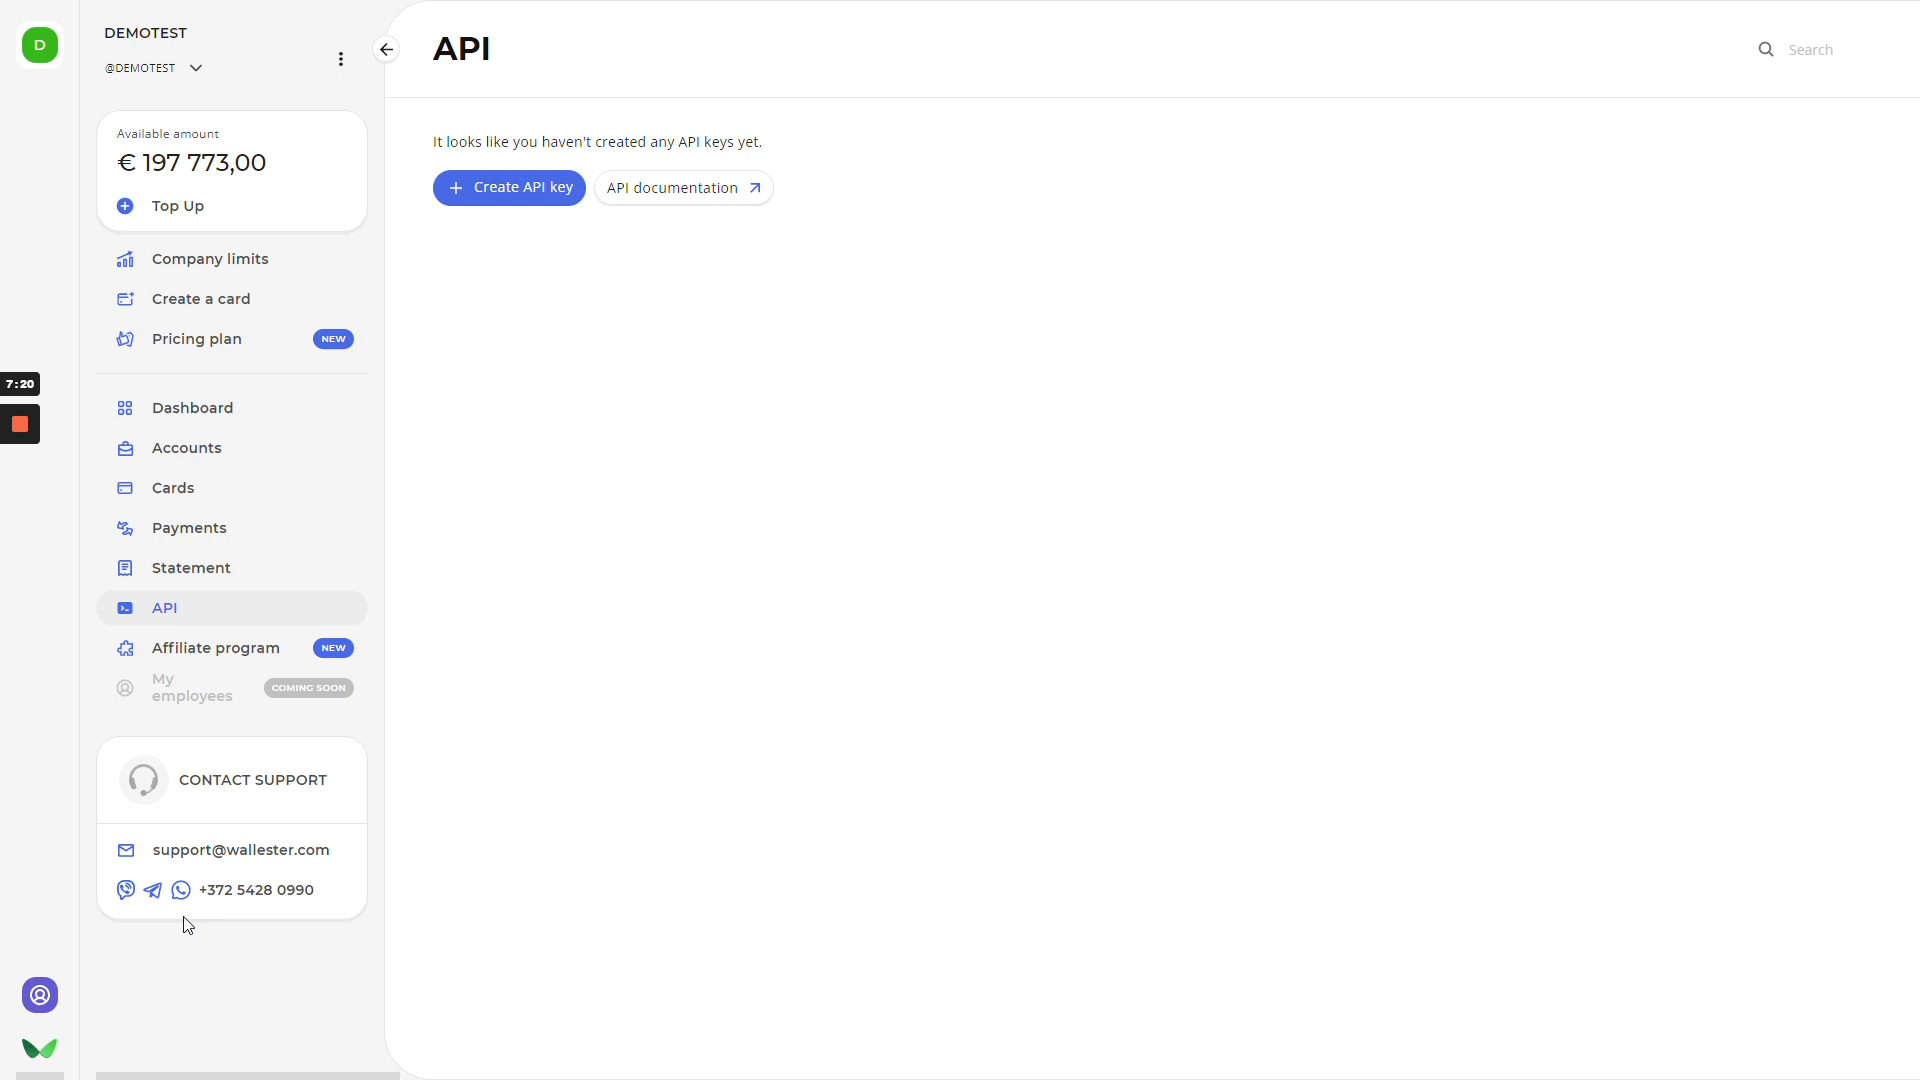 D
DEMOTEST
@DEMOTEST
API
Search
Available amount
€ 197 773,00
Top Up
Company limits
Create a card
Pricing plan NEW
7:20
Dashboard
Accounts
Cards
Payments
Statement
API
Affiliate program NEW
My
employees
COMING SOON
CONTACT SUPPORT
support@wallester.com
+372 5428 0990
It looks like you haven't created any API keys yet.
Create API key
API documentation